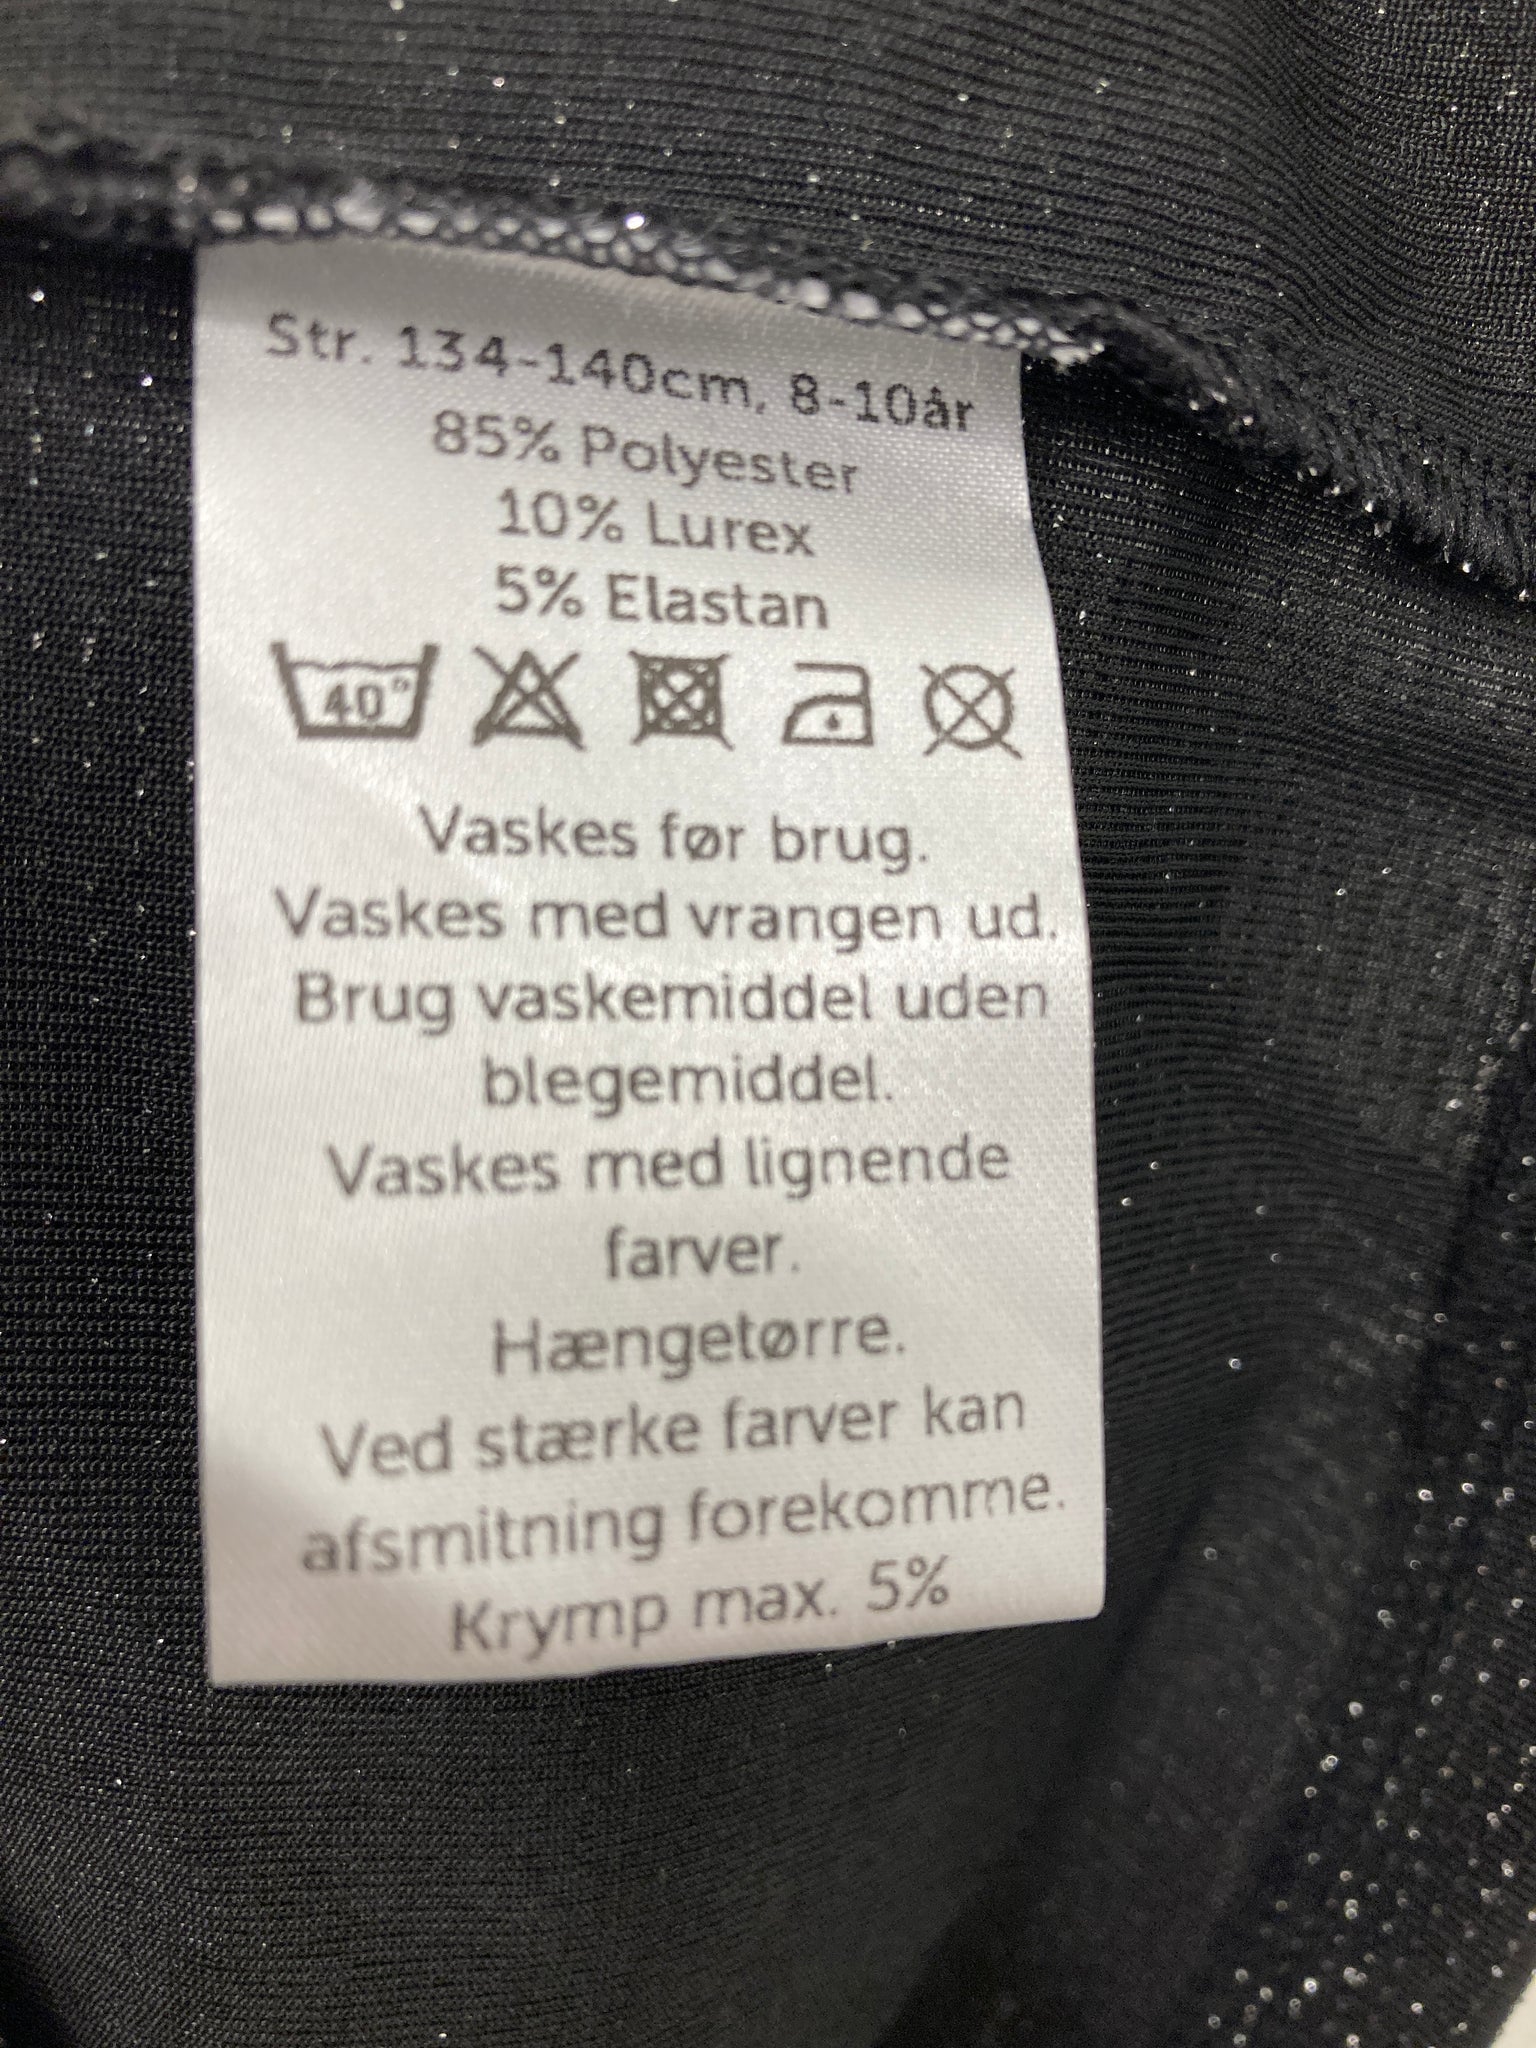 Str. 134-140cm, 8-10år
85% Polyester
10% Lurex
5% Elastan
40°
Vaskes før brug.
Vaskes med vrangen ud.
Brug vaskemiddel uden
blegemiddel.
Vaskes med lignende
farver.
Hængetørre.
Ved stærke farver kan
afsmitning forekomme.
Krymp max. 5%